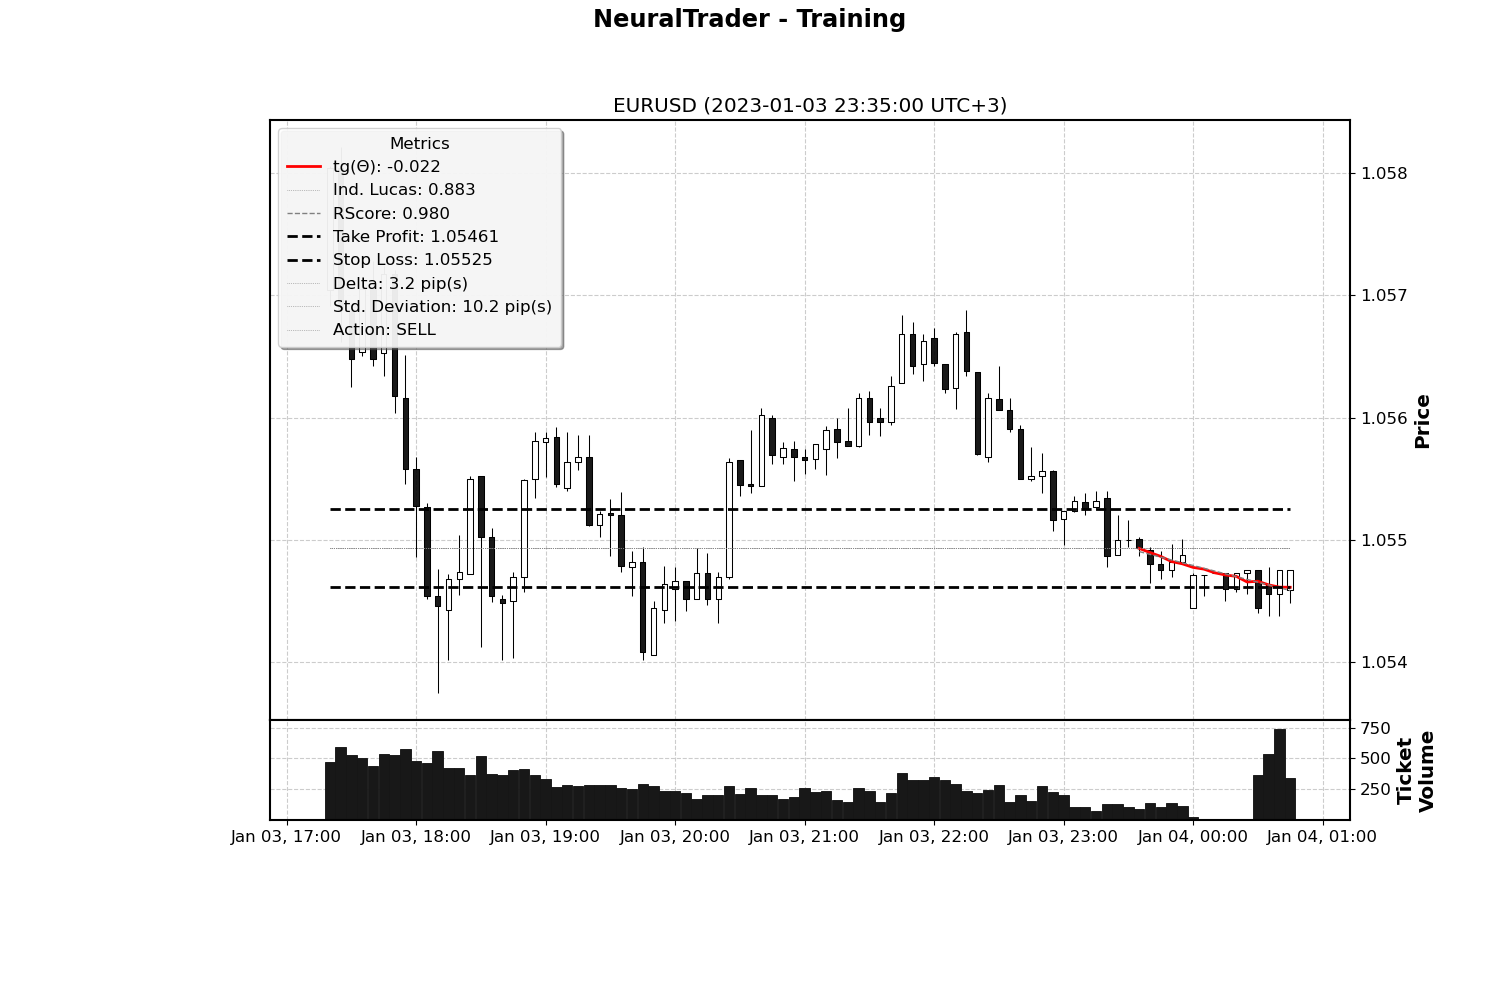 NeuralTrader - Training
EURUSD (2023-01-03 23:35:00 UTC+3)
Metrics
tg(Θ): -0.022
Ind. Lucas: 0.883
RScore: 0.980
Take Profit: 1.05461
Stop Loss: 1.05525
Delta: 3.2 pip(s)
Std. Deviation: 10.2 pip(s)
Action: SELL
1.058
1.057
1.056
1.055
1.054
Price
750
500
250
Ticket
Volume
Jan 03, 17:00
Jan 03, 18:00
Jan 03, 19:00
Jan 03, 20:00
Jan 03, 21:00
Jan 03, 22:00
Jan 03, 23:00
Jan 04, 00:00
Jan 04, 01:00